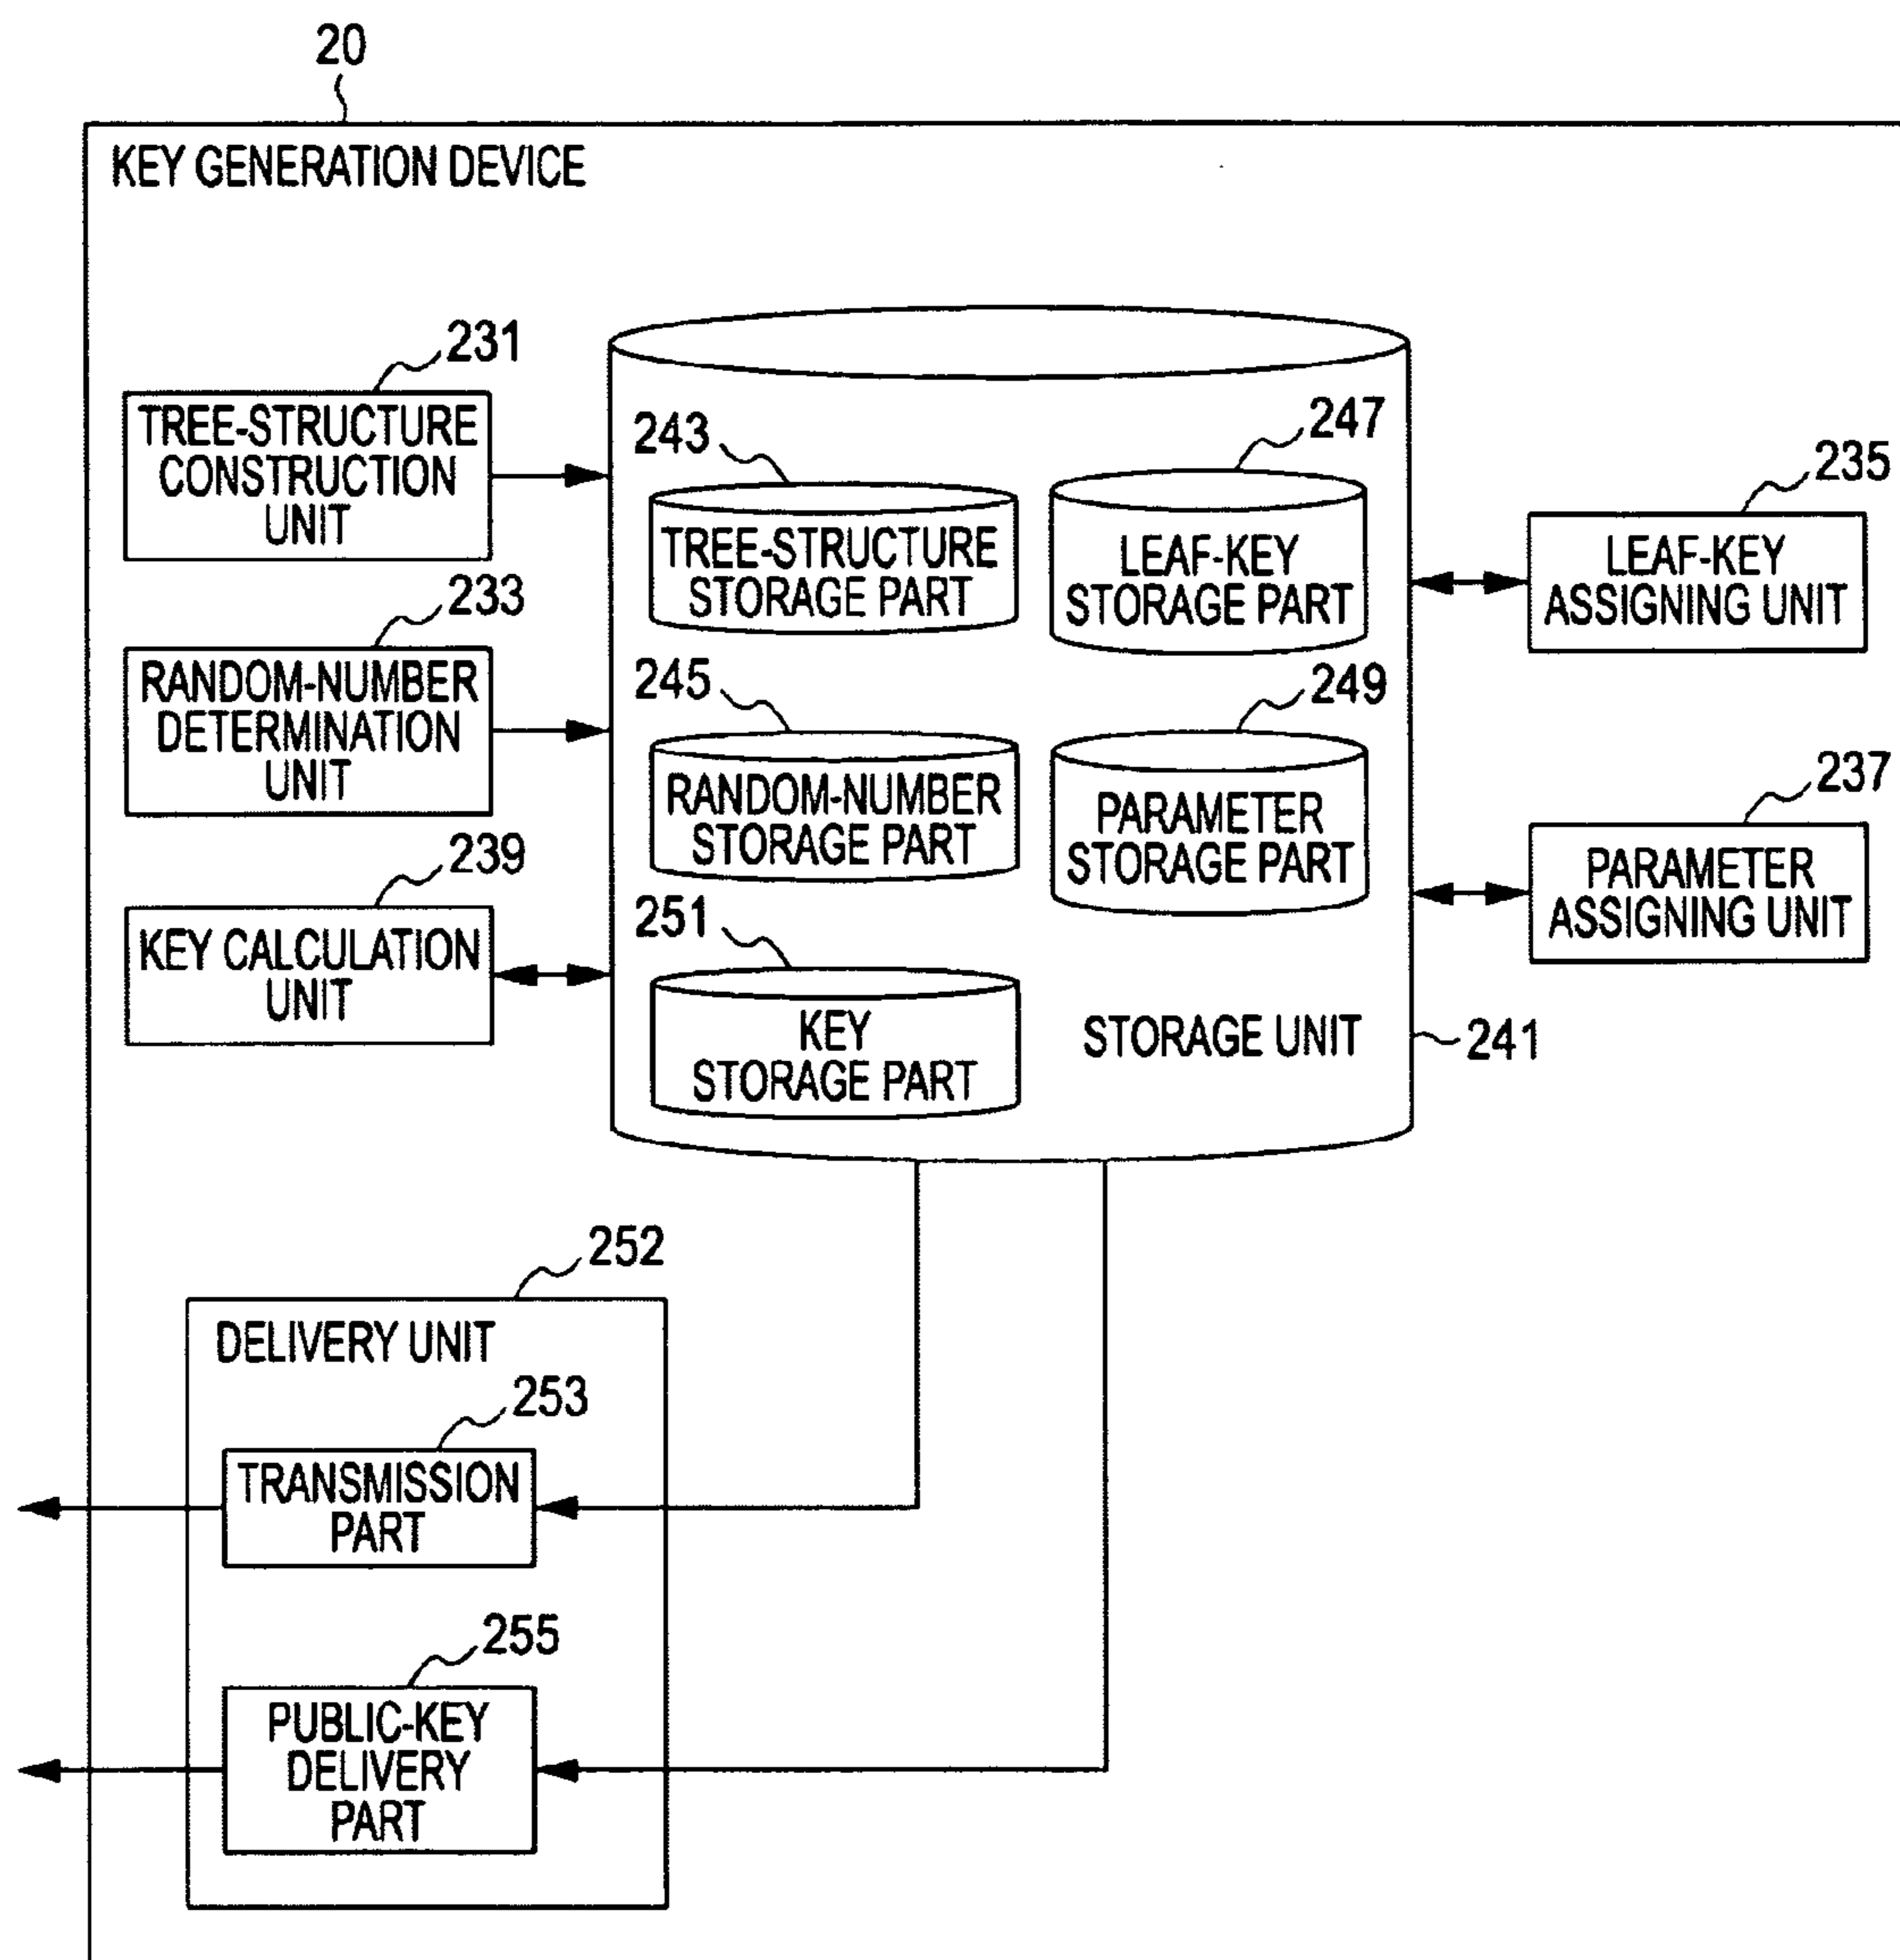 20
KEY GENERATION DEVICE
231
TREE-STRUCTURE
CONSTRUCTION
UNIT
233
RANDOM-NUMBER
DETERMINATION
UNIT
239
KEY CALCULATION
UNIT
243
TREE-STRUCTURE
STORAGE PART
247
LEAF-KEY
STORAGE PART
245
RANDOM-NUMBER
STORAGE PART
249
PARAMETER
STORAGE PART
251
KEY
STORAGE PART
STORAGE UNIT
241
235
LEAF-KEY
ASSIGNING UNIT
237
PARAMETER
ASSIGNING UNIT
252
DELIVERY UNIT
253
TRANSMISSION
PART
255
PUBLIC-KEY
DELIVERY
PART